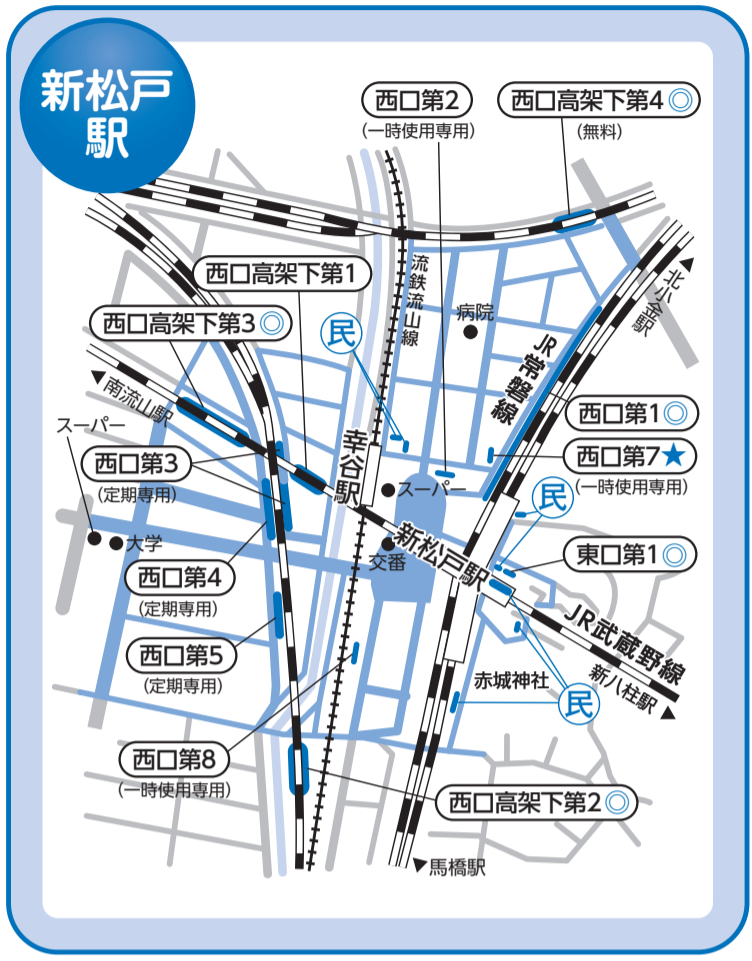 新松戸
駅
西口第2
(一時使用専用)
西口高架下第4◎
(無料)
西口高架下第1
流鉄流山線
病院
北小金駅
西口高架下第3◎
民
JR常磐線
南流山駅
スーパー
西口第1◎
西口第3
(定期専用)
幸谷駅
スーパー
西口第7★
(一時使用専用)
民
大学
新松戸駅
交番
東口第1◎
西口第4
(定期専用)
JR武蔵野線
西口第5
(定期専用)
赤城神社
新八柱駅
民
西口第8
(一時使用専用)
西口高架下第2◎
馬橋駅